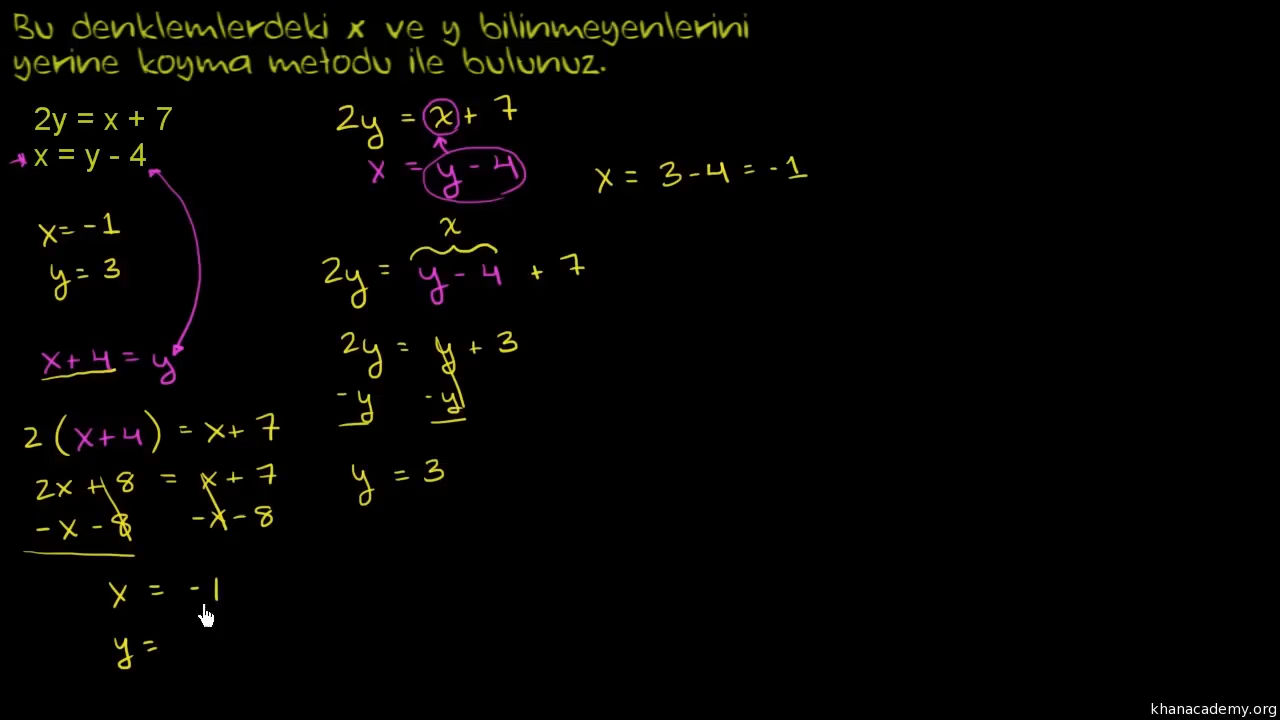 Bu denklemlerdeki x ve y bilinmeyenlerini
yerine koyma metodu ile bulunuz.
2y = x + 7
x = y - 4
x = -1
y = 3
x + 4 = y
2 (x + 4) = x + 7
2x + 8 = x + 7
-x - 8 -x - 8
x = -1
y =
2y = x + 7
x = y - 4
x
2y = y - 4 + 7
2y = y + 3
-y -y
y = 3
x = 3 - 4 = -1
khanacademy.org